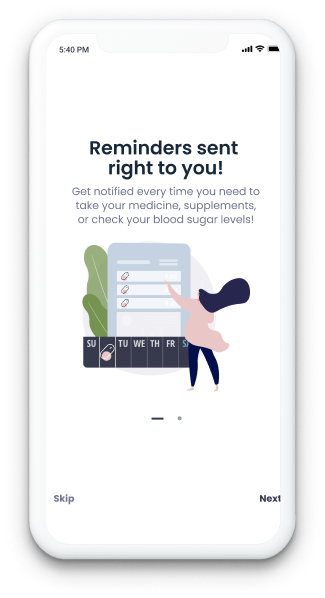 5:40 PM
Reminders sent
right to you!
Get notified every time you need to
take your medicine, supplements,
or check your blood sugar levels!
SU TU WE TH FR
Skip
Next